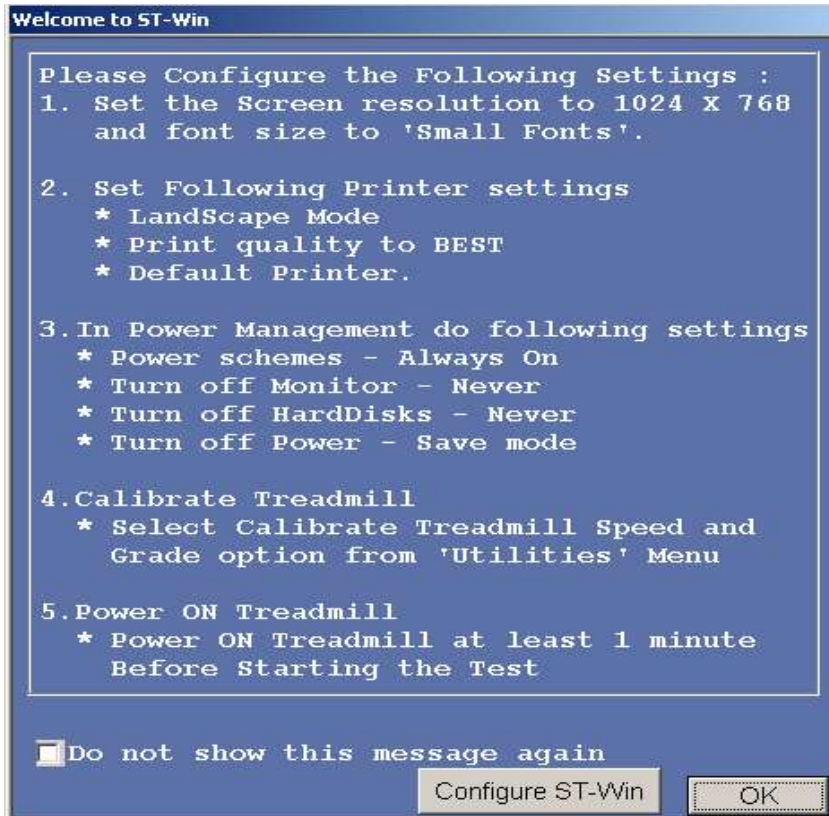 Welcome to ST-Win
Please Configure the Following Settings :
1. Set the Screen resolution to 1024 X 768
and font size to 'Small Fonts'.
2. Set Following Printer settings
* LandScape Mode
* Print quality to BEST
* Default Printer.
3.In Power Management do following settings
* Power schemes - Always On
* Turn off Monitor - Never
* Turn off HardDisks - Never
* Turn off Power - Save mode
4.Calibrate Treadmill
* Select Calibrate Treadmill Speed and
Grade option from 'Utilities' Menu
5.Power ON Treadmill
* Power ON Treadmill at least 1 minute
Before Starting the Test
Do not show this message again
Configure ST-Win OK